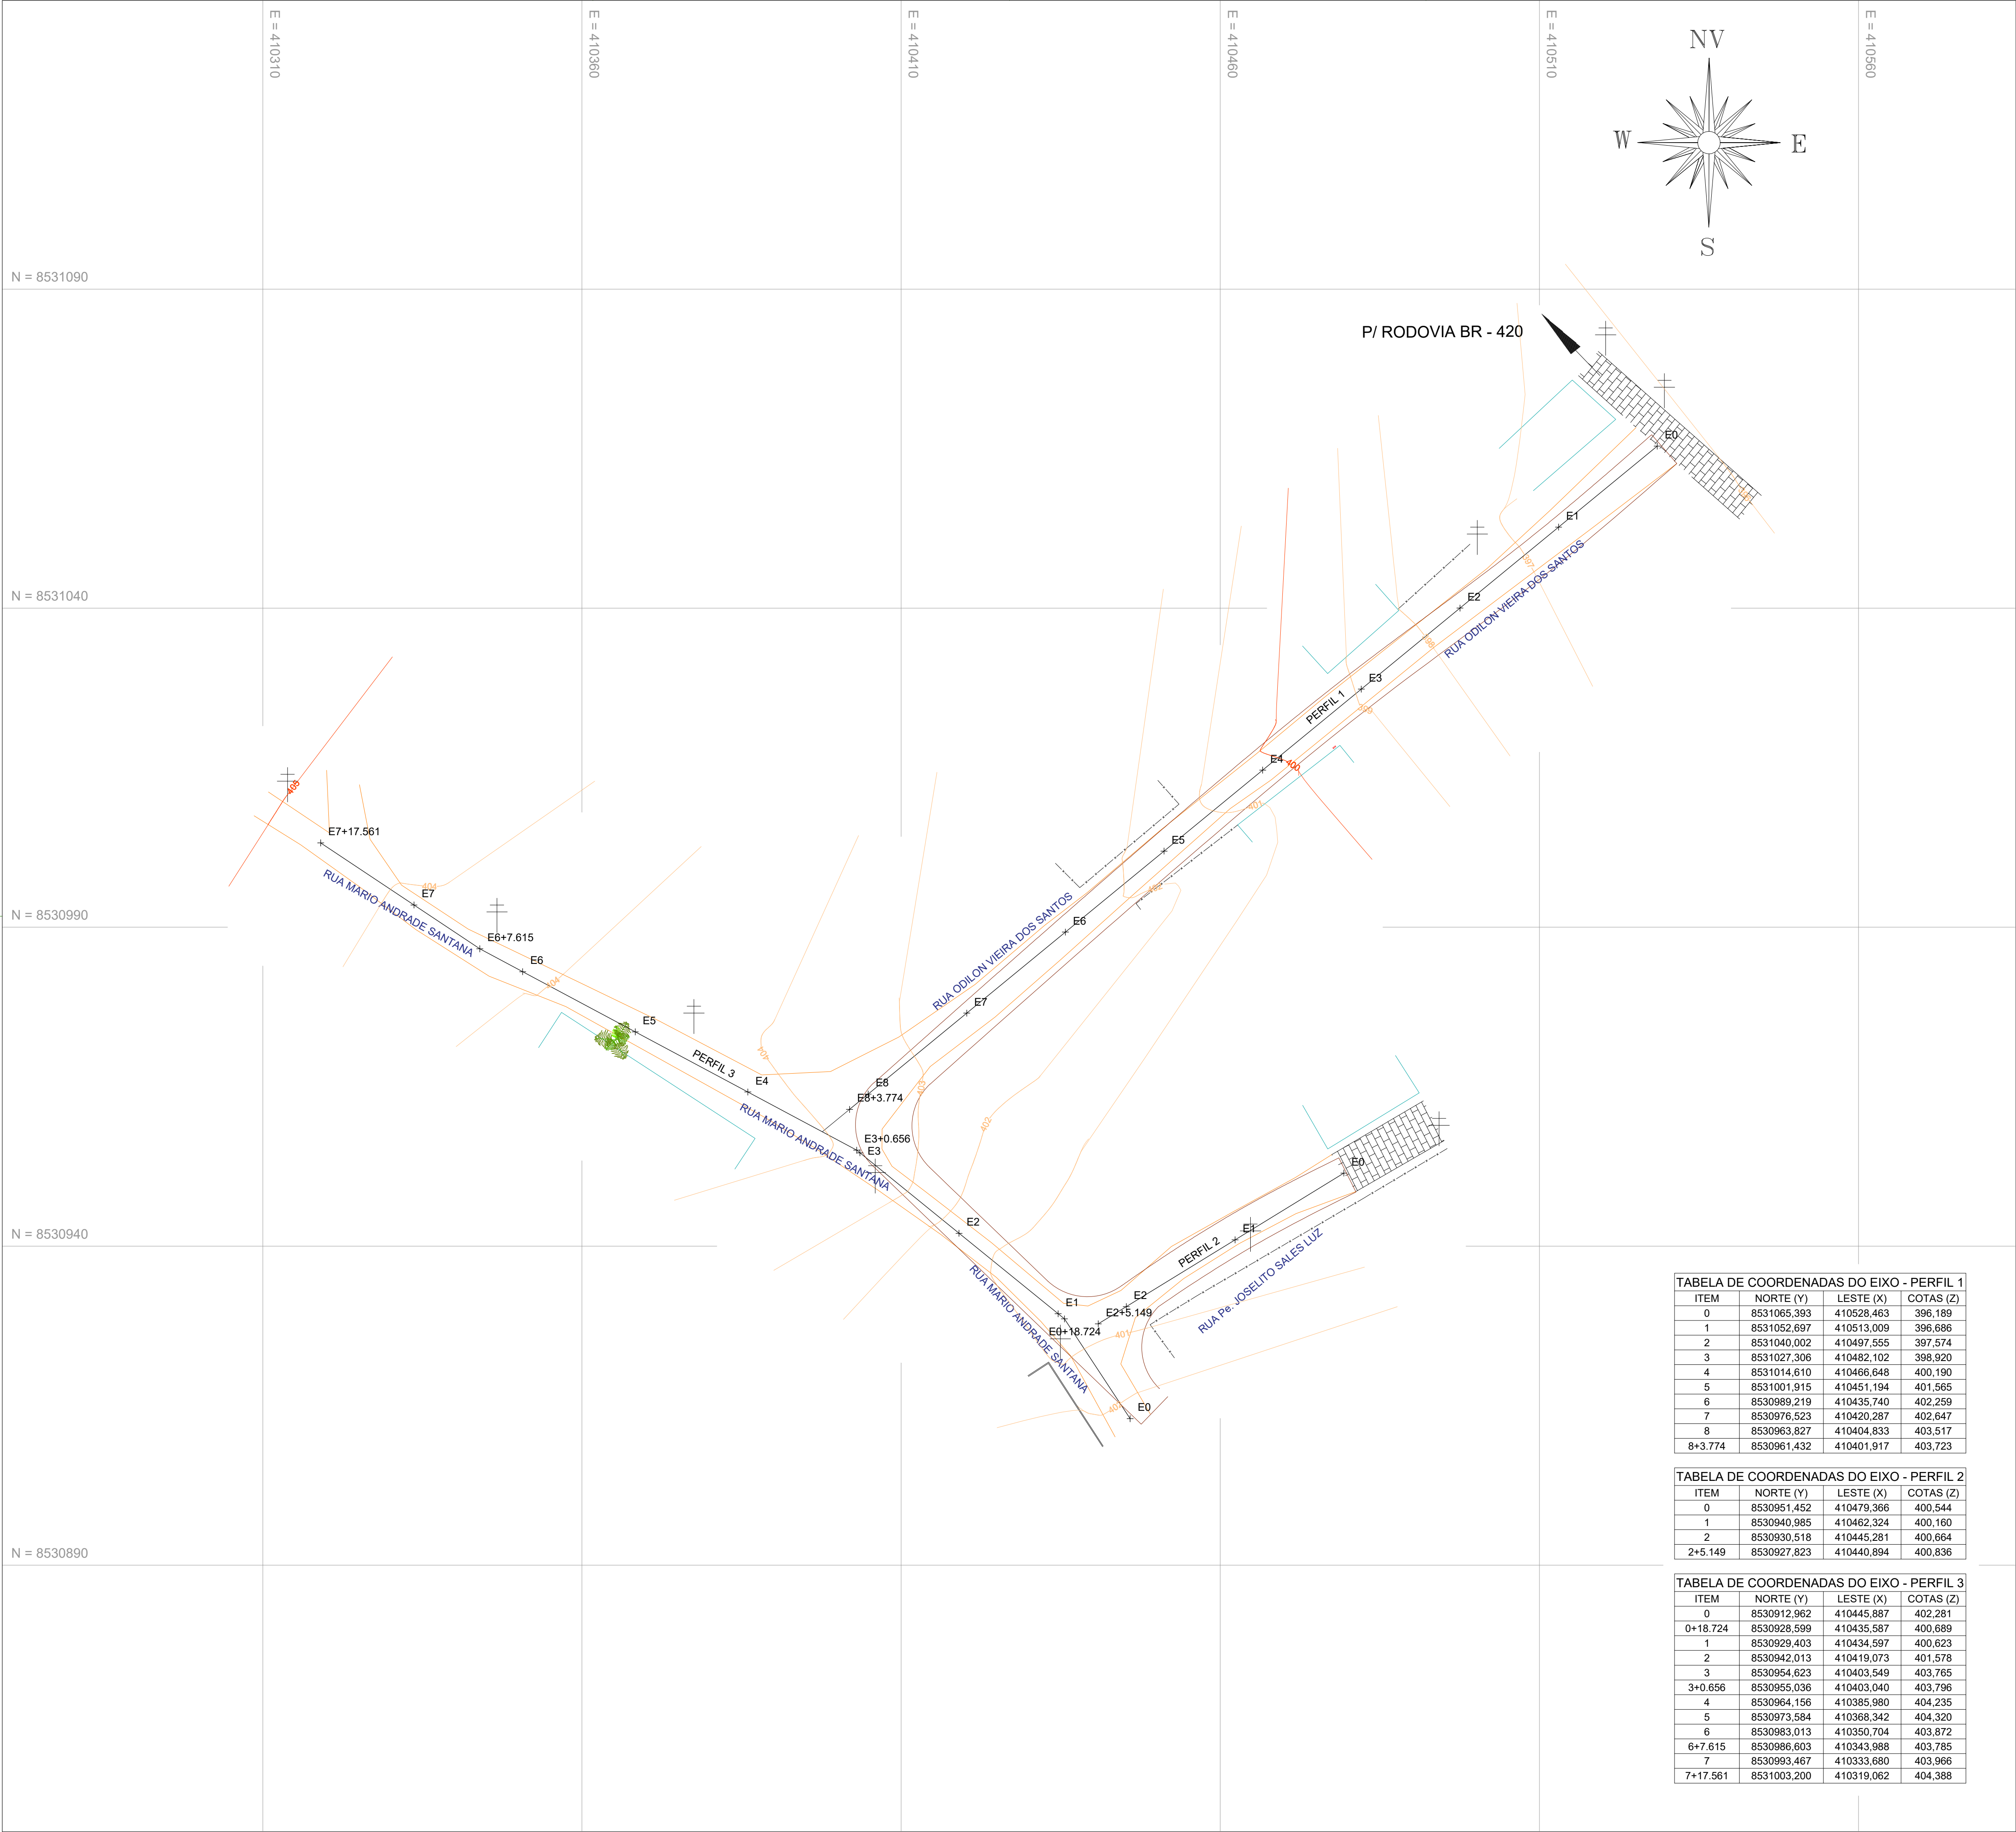 E = 410310
E = 410360
E = 410410
E = 410460
E = 410510
E = 410560
NV
W
E
S
N = 8531090
P/ RODOVIA BR - 420
E0
E1
397
RUA ODILON VIEIRA DOS SANTOS
N = 8531040
E2
398
E3
399
PERFIL 1
E4
400
401
405
E7+17.561
E5
404
E7
RUA MARIO ANDRADE SANTANA
402
RUA ODILON VIEIRA DOS SANTOS
N = 8530990
E6
E6+7.615
E6
404
E7
E5
404
PERFIL 3
E4
E8
403
E8+3.774
RUA MARIO ANDRADE SANTANA
402
E3+0.656
E3
E0
E2
E1
N = 8530940
PERFIL 2
RUA Pe. JOSELITO SALES LUZ
RUA MARIO ANDRADE SANTANA
E2
E1
E2+5.149
E0+18.724
401
402
E0
N = 8530890
TABELA DE COORDENADAS DO EIXO - PERFIL 1
ITEM NORTE (Y) LESTE (X) COTAS (Z)
0 8531065,393 410528,463 396,189
1 8531052,697 410513,009 396,686
2 8531040,002 410497,555 397,574
3 8531027,306 410482,102 398,920
4 8531014,610 410466,648 400,190
5 8531001,915 410451,194 401,565
6 8530989,219 410435,740 402,259
7 8530976,523 410420,287 402,647
8 8530963,827 410404,833 403,517
8+3.774 8530961,432 410401,917 403,723
TABELA DE COORDENADAS DO EIXO - PERFIL 2
ITEM NORTE (Y) LESTE (X) COTAS (Z)
0 8530951,452 410479,366 400,544
1 8530940,985 410462,324 400,160
2 8530930,518 410445,281 400,664
2+5.149 8530927,823 410440,894 400,836
TABELA DE COORDENADAS DO EIXO - PERFIL 3
ITEM NORTE (Y) LESTE (X) COTAS (Z)
0 8530912,962 410445,887 402,281
0+18.724 8530928,599 410435,587 400,689
1 8530929,403 410434,597 400,623
2 8530942,013 410419,073 401,578
3 8530954,623 410403,549 403,765
3+0.656 8530955,036 410403,040 403,796
4 8530964,156 410385,980 404,235
5 8530973,584 410368,342 404,320
6 8530983,013 410350,704 403,872
6+7.615 8530986,603 410343,988 403,785
7 8530993,467 410333,680 403,966
7+17.561 8531003,200 410319,062 404,388